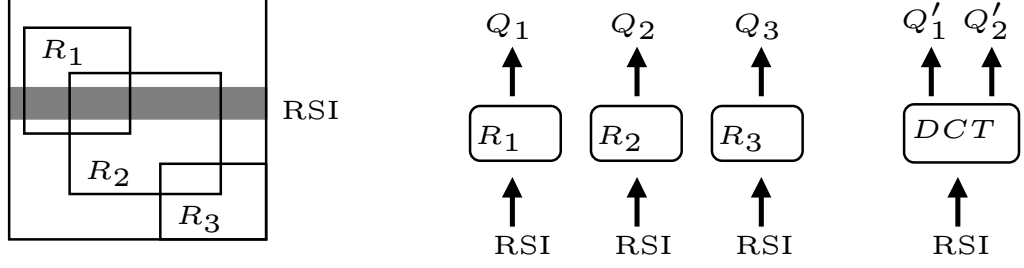 R₁
RSI
R₂
R₃
Q₁ Q₂ Q₃
R₁ R₂ R₃
RSI RSI RSI
Q′₁ Q′₂
DCT
RSI